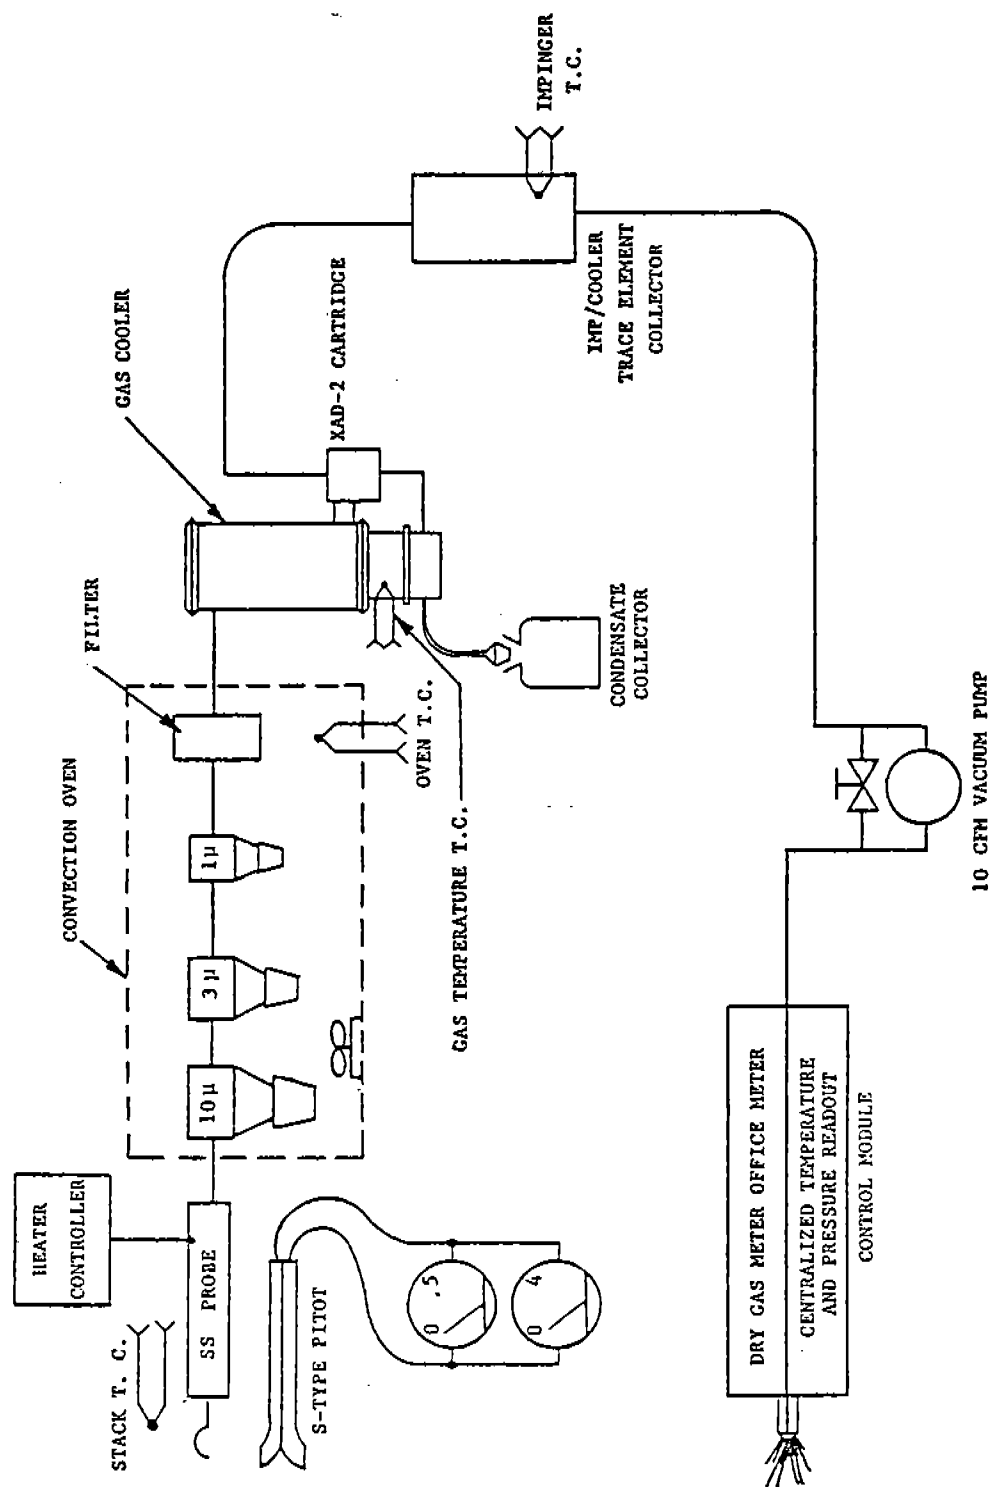 HEATER
CONTROLLER
STACK T. C.
SS PROBE
S-TYPE PITOT
0 .5
0 4
CONVECTION OVEN
10μ
3μ
1μ
FILTER
GAS COOLER
OVEN T.C.
GAS TEMPERATURE T.C.
XAD-2 CARTRIDGE
CONDENSATE
COLLECTOR
IMPINGER
T.C.
IMP/COOLER
TRACE ELEMENT
COLLECTOR
DRY GAS METER OFFICE METER
CENTRALIZED TEMPERATURE
AND PRESSURE READOUT
CONTROL MODULE
10 CFM VACUUM PUMP